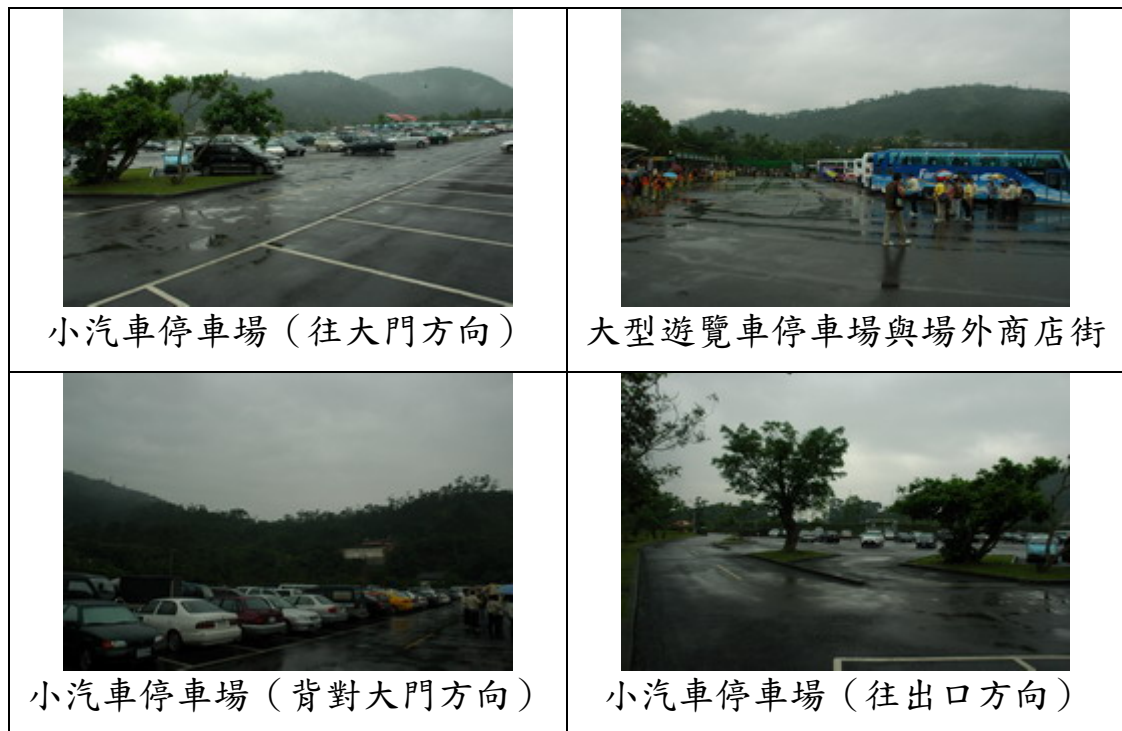 小汽車停車場（往大門方向）
大型遊覽車停車場與場外商店街
小汽車停車場（背對大門方向）
小汽車停車場（往出口方向）